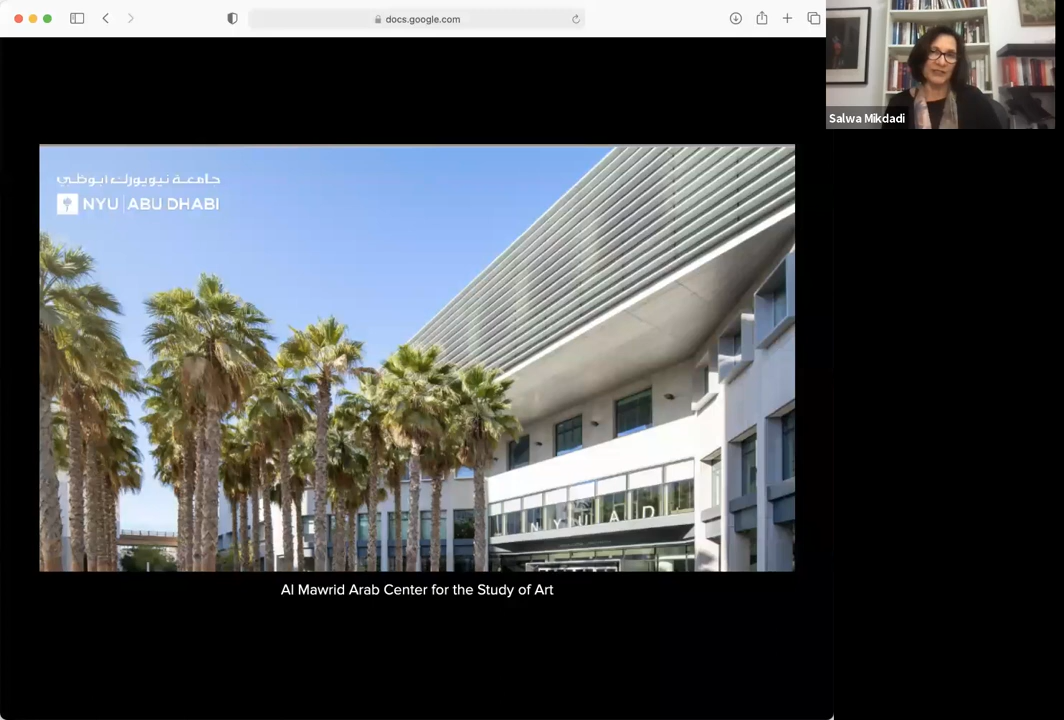 docs.google.com
Salwa Mikdadi
جامعة نيويورك أبوظبي
NYU ABU DHABI
NYUAD
Al Mawrid Arab Center for the Study of Art